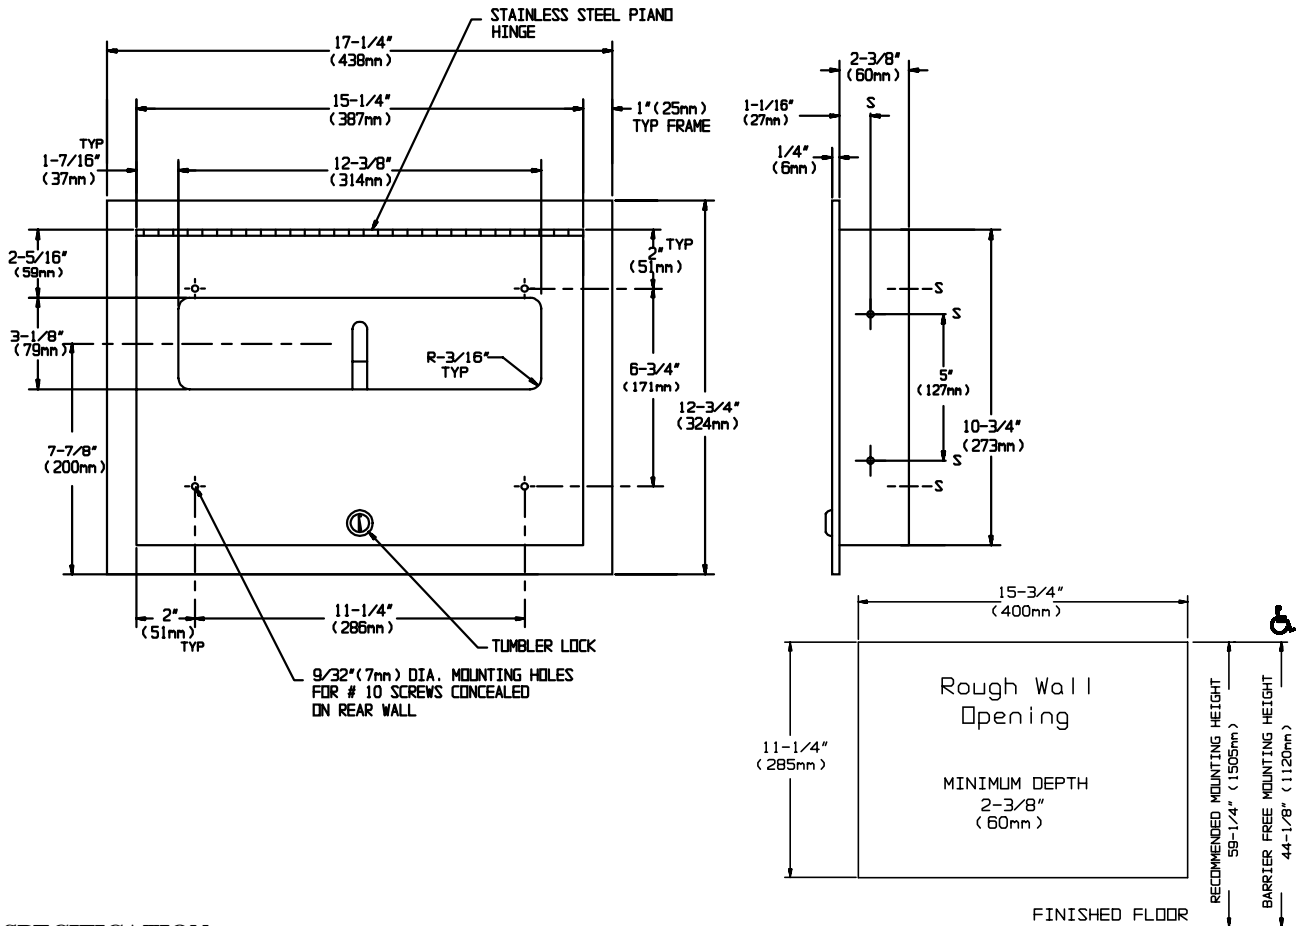 STAINLESS STEEL PIANO
HINGE
17-1/4"
(438mm)
15-1/4"
(387mm)
1"(25mm)
TYP FRAME
TYP
1-7/16"
(37mm)
12-3/8"
(314mm)
2-5/16"
(59mm)
2" TYP
(51mm)
3-1/8"
(79mm)
R-3/16"
TYP
6-3/4"
(171mm)
12-3/4"
(324mm)
7-7/8"
(200mm)
2"
(51mm)
TYP
11-1/4"
(286mm)
TUMBLER LOCK
9/32"(7mm) DIA. MOUNTING HOLES
FOR # 10 SCREWS CONCEALED
ON REAR WALL
2-3/8"
(60mm)
1-1/16"
(27mm)
S
1/4"
(6mm)
S
S
5"
(127mm)
10-3/4"
(273mm)
S
S
15-3/4"
(400mm)
Rough Wall
Opening
11-1/4"
(285mm)
MINIMUM DEPTH
2-3/8"
(60mm)
RECOMMENDED MOUNTING HEIGHT
59-1/4" (1505mm)
BARRIER FREE MOUNTING HEIGHT
44-1/8" (1120mm)
FINISHED FLOOR